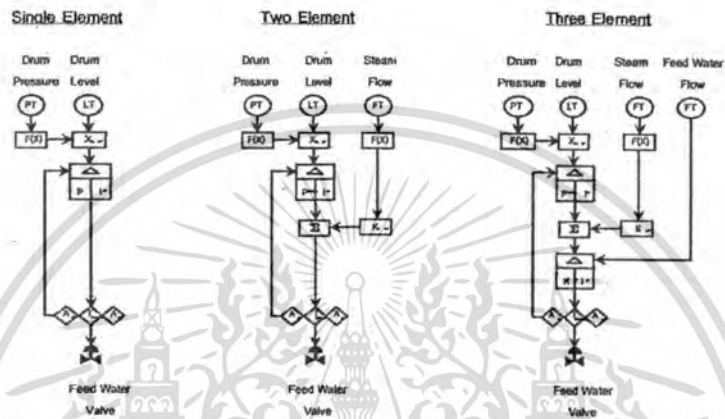 Single Element
Two Element
Three Element
Drum Drum
Pressure Level
PT LT
F(X)
Feed Water
Valve
Drum Drum Steam
Pressure Level Flow
PT LT FT
F(X) F(X)
Σ
Feed Water
Valve
Drum Drum Steam Feed Water
Pressure Level Flow Flow
PT LT FT FT
F(X) F(X)
Σ
Feed Water
Valve